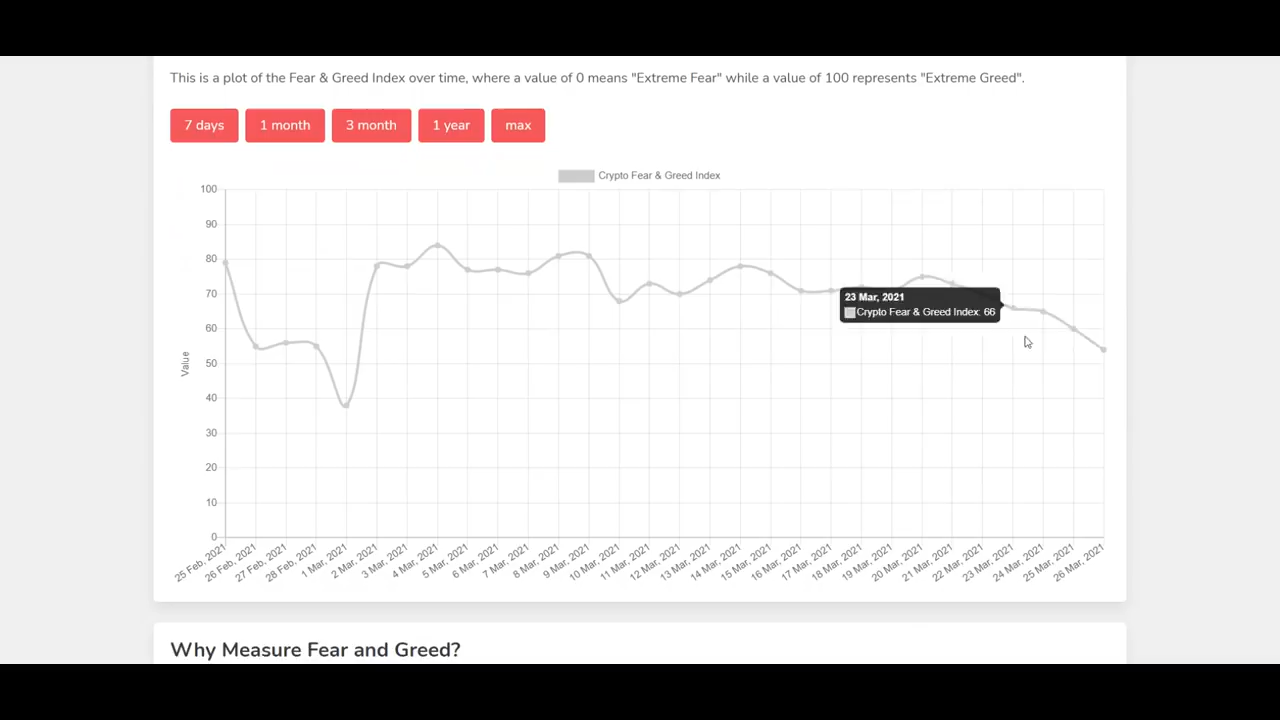 This is a plot of the Fear & Greed Index over time, where a value of 0 means "Extreme Fear" while a value of 100 represents "Extreme Greed".
7 days 1 month 3 month 1 year max
Crypto Fear & Greed Index
100
90
80
70
60
50
40
30
20
10
0
Value
23 Mar, 2021
Crypto Fear & Greed Index: 66
25 Feb, 2021
26 Feb, 2021
27 Feb, 2021
28 Feb, 2021
1 Mar, 2021
2 Mar, 2021
3 Mar, 2021
4 Mar, 2021
5 Mar, 2021
6 Mar, 2021
7 Mar, 2021
8 Mar, 2021
9 Mar, 2021
10 Mar, 2021
11 Mar, 2021
12 Mar, 2021
13 Mar, 2021
14 Mar, 2021
15 Mar, 2021
16 Mar, 2021
17 Mar, 2021
18 Mar, 2021
19 Mar, 2021
20 Mar, 2021
21 Mar, 2021
22 Mar, 2021
23 Mar, 2021
24 Mar, 2021
25 Mar, 2021
26 Mar, 2021
Why Measure Fear and Greed?